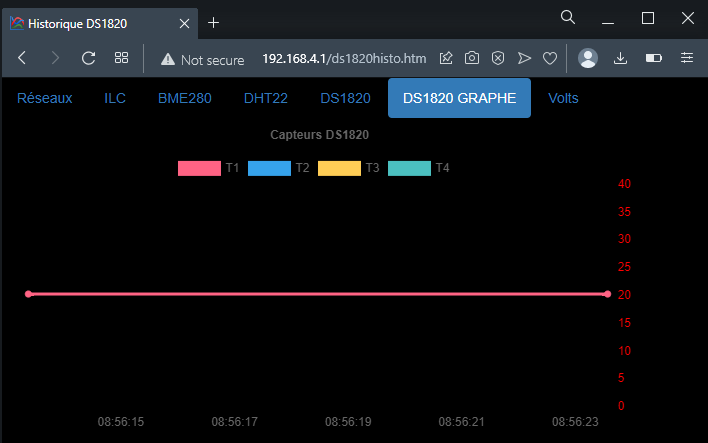 Historique DS1820
Not secure 192.168.4.1/ds1820histo.htm
Réseaux ILC BME280 DHT22 DS1820 DS1820 GRAPHE Volts
Capteurs DS1820
T1 T2 T3 T4
40
35
30
25
20
15
10
5
0
08:56:15 08:56:17 08:56:19 08:56:21 08:56:23